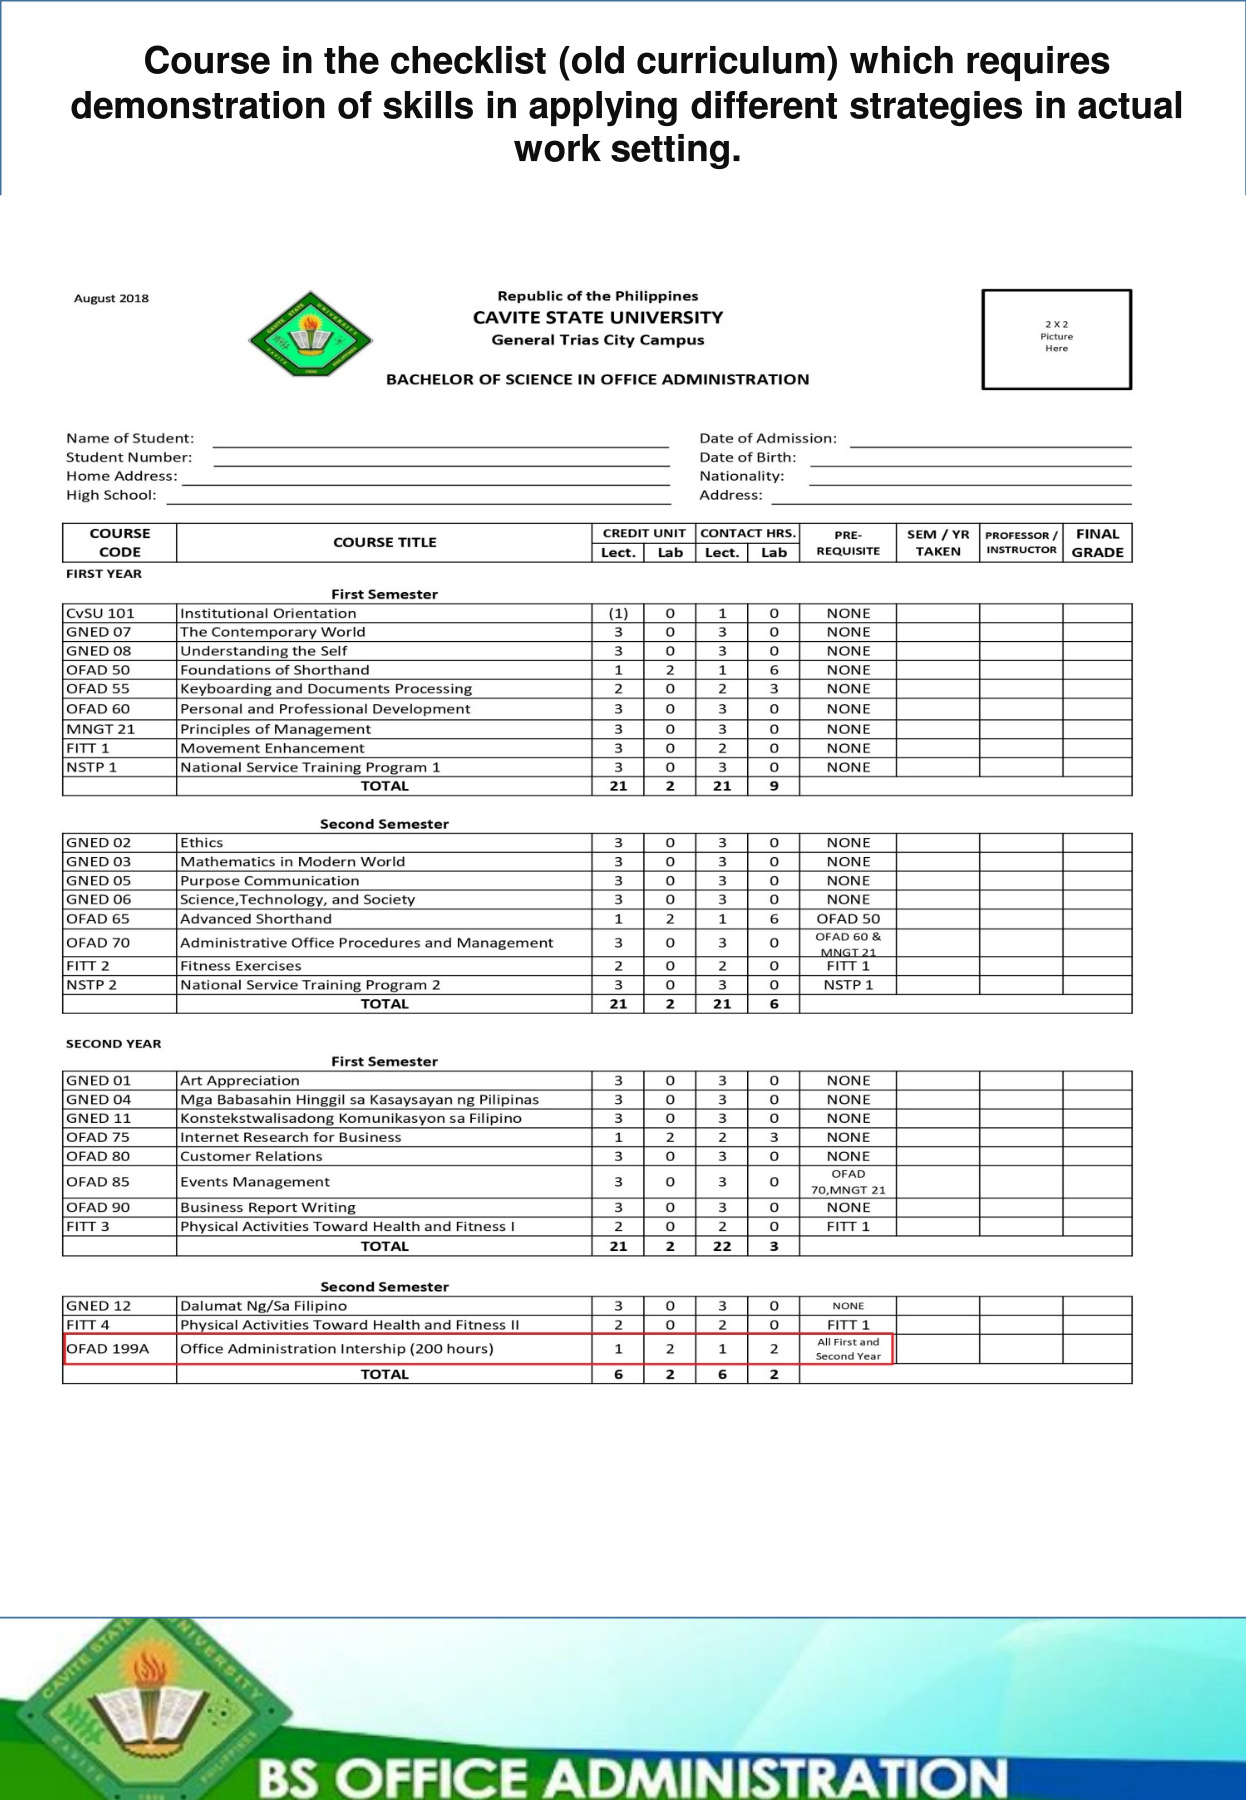 Course in the checklist (old curriculum) which requires
demonstration of skills in applying different strategies in actual
work setting.
August 2018
Republic of the Philippines
CAVITE STATE UNIVERSITY
General Trias City Campus
BACHELOR OF SCIENCE IN OFFICE ADMINISTRATION
2 X 2
Picture
Here
CAVITE STATE UNIVERSITY
Name of Student: Date of Admission:
Student Number: Date of Birth:
Home Address: Nationality:
High School: Address:
COURSE CODE COURSE TITLE CREDIT UNIT CONTACT HRS. PRE-REQUISITE SEM / YR TAKEN PROFESSOR / INSTRUCTOR FINAL GRADE
Lect. Lab Lect. Lab
FIRST YEAR
First Semester
CvSU 101 Institutional Orientation (1) 0 1 0 NONE
GNED 07 The Contemporary World 3 0 3 0 NONE
GNED 08 Understanding the Self 3 0 3 0 NONE
OFAD 50 Foundations of Shorthand 1 2 1 6 NONE
OFAD 55 Keyboarding and Documents Processing 2 0 2 3 NONE
OFAD 60 Personal and Professional Development 3 0 3 0 NONE
MNGT 21 Principles of Management 3 0 3 0 NONE
FITT 1 Movement Enhancement 3 0 2 0 NONE
NSTP 1 National Service Training Program 1 3 0 3 0 NONE
TOTAL 21 2 21 9
Second Semester
GNED 02 Ethics 3 0 3 0 NONE
GNED 03 Mathematics in Modern World 3 0 3 0 NONE
GNED 05 Purpose Communication 3 0 3 0 NONE
GNED 06 Science,Technology, and Society 3 0 3 0 NONE
OFAD 65 Advanced Shorthand 1 2 1 6 OFAD 50
OFAD 70 Administrative Office Procedures and Management 3 0 3 0 OFAD 60 & MNGT 21
FITT 2 Fitness Exercises 2 0 2 0 FITT 1
NSTP 2 National Service Training Program 2 3 0 3 0 NSTP 1
TOTAL 21 2 21 6
SECOND YEAR
First Semester
GNED 01 Art Appreciation 3 0 3 0 NONE
GNED 04 Mga Babasahin Hinggil sa Kasaysayan ng Pilipinas 3 0 3 0 NONE
GNED 11 Konstekstwalisadong Komunikasyon sa Filipino 3 0 3 0 NONE
OFAD 75 Internet Research for Business 1 2 2 3 NONE
OFAD 80 Customer Relations 3 0 3 0 NONE
OFAD 85 Events Management 3 0 3 0 OFAD 70,MNGT 21
OFAD 90 Business Report Writing 3 0 3 0 NONE
FITT 3 Physical Activities Toward Health and Fitness I 2 0 2 0 FITT 1
TOTAL 21 2 22 3
Second Semester
GNED 12 Dalumat Ng/Sa Filipino 3 0 3 0 NONE
FITT 4 Physical Activities Toward Health and Fitness II 2 0 2 0 FITT 1
OFAD 199A Office Administration Intership (200 hours) 1 2 1 2 All First and Second Year
TOTAL 6 2 6 2
CAVITE STATE UNIVERSITY
BS OFFICE ADMINISTRATION